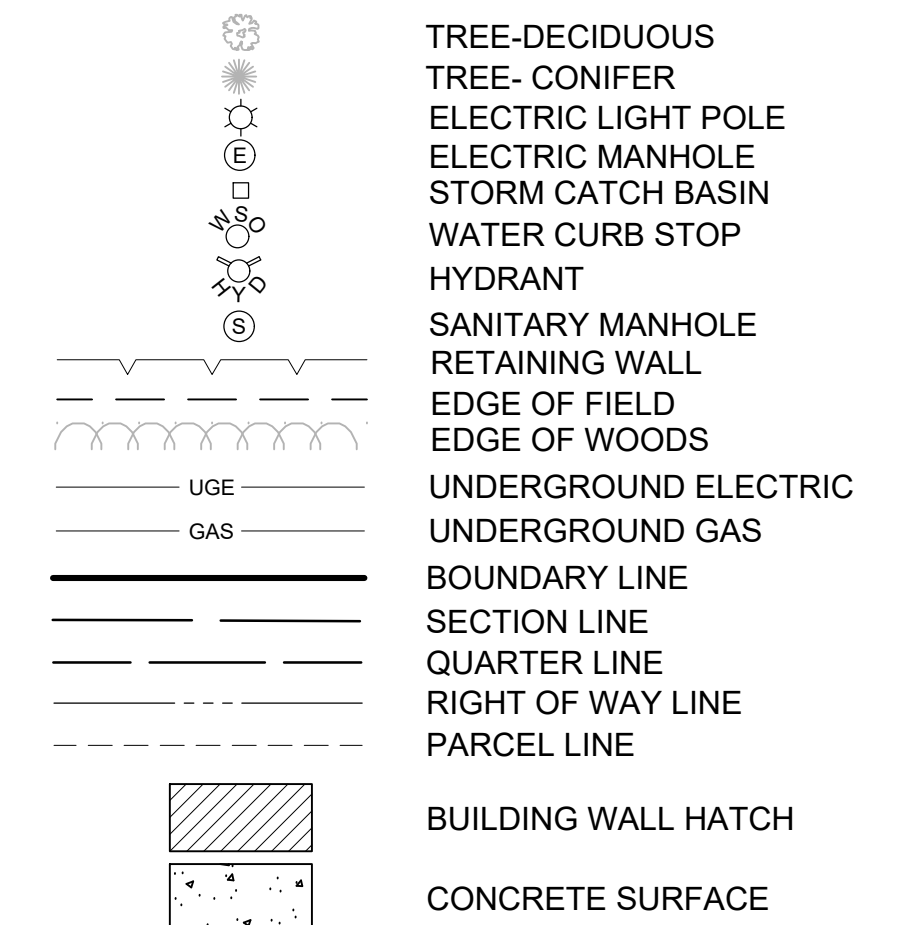 TREE-DECIDUOUS
TREE- CONIFER
ELECTRIC LIGHT POLE
E ELECTRIC MANHOLE
STORM CATCH BASIN
WSO WATER CURB STOP
HYD HYDRANT
S SANITARY MANHOLE
RETAINING WALL
EDGE OF FIELD
EDGE OF WOODS
UGE UNDERGROUND ELECTRIC
GAS UNDERGROUND GAS
BOUNDARY LINE
SECTION LINE
QUARTER LINE
RIGHT OF WAY LINE
PARCEL LINE
BUILDING WALL HATCH
CONCRETE SURFACE